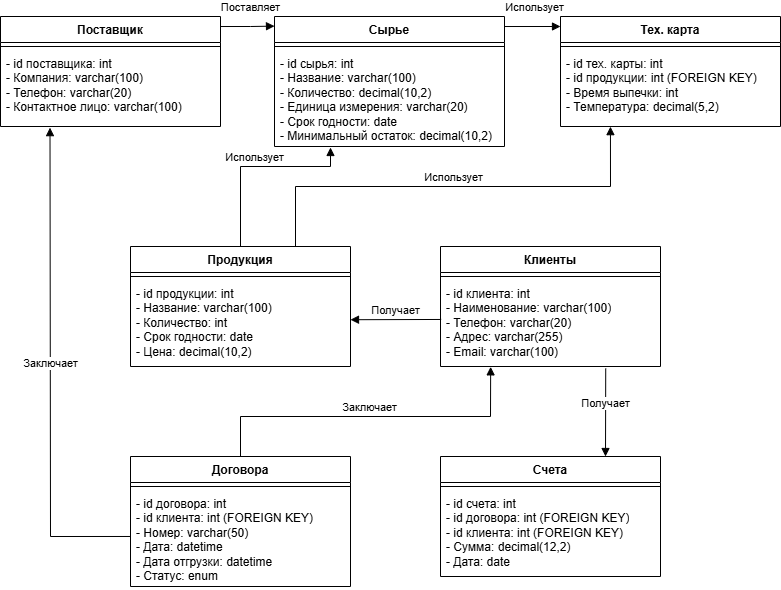 Поставляет
Использует
Поставщик
- id поставщика: int
- Компания: varchar(100)
- Телефон: varchar(20)
- Контактное лицо: varchar(100)
Сырье
- id сырья: int
- Название: varchar(100)
- Количество: decimal(10,2)
- Единица измерения: varchar(20)
- Срок годности: date
- Минимальный остаток: decimal(10,2)
Тех. карта
- id тех. карты: int
- id продукции: int (FOREIGN KEY)
- Время выпечки: int
- Температура: decimal(5,2)
Использует
Использует
Продукция
- id продукции: int
- Название: varchar(100)
- Количество: int
- Срок годности: date
- Цена: decimal(10,2)
Получает
Клиенты
- id клиента: int
- Наименование: varchar(100)
- Телефон: varchar(20)
- Адрес: varchar(255)
- Email: varchar(100)
Заключает
Заключает
Получает
Договора
- id договора: int
- id клиента: int (FOREIGN KEY)
- Номер: varchar(50)
- Дата: datetime
- Дата отгрузки: datetime
- Статус: enum
Счета
- id счета: int
- id договора: int (FOREIGN KEY)
- id клиента: int (FOREIGN KEY)
- Сумма: decimal(12,2)
- Дата: date